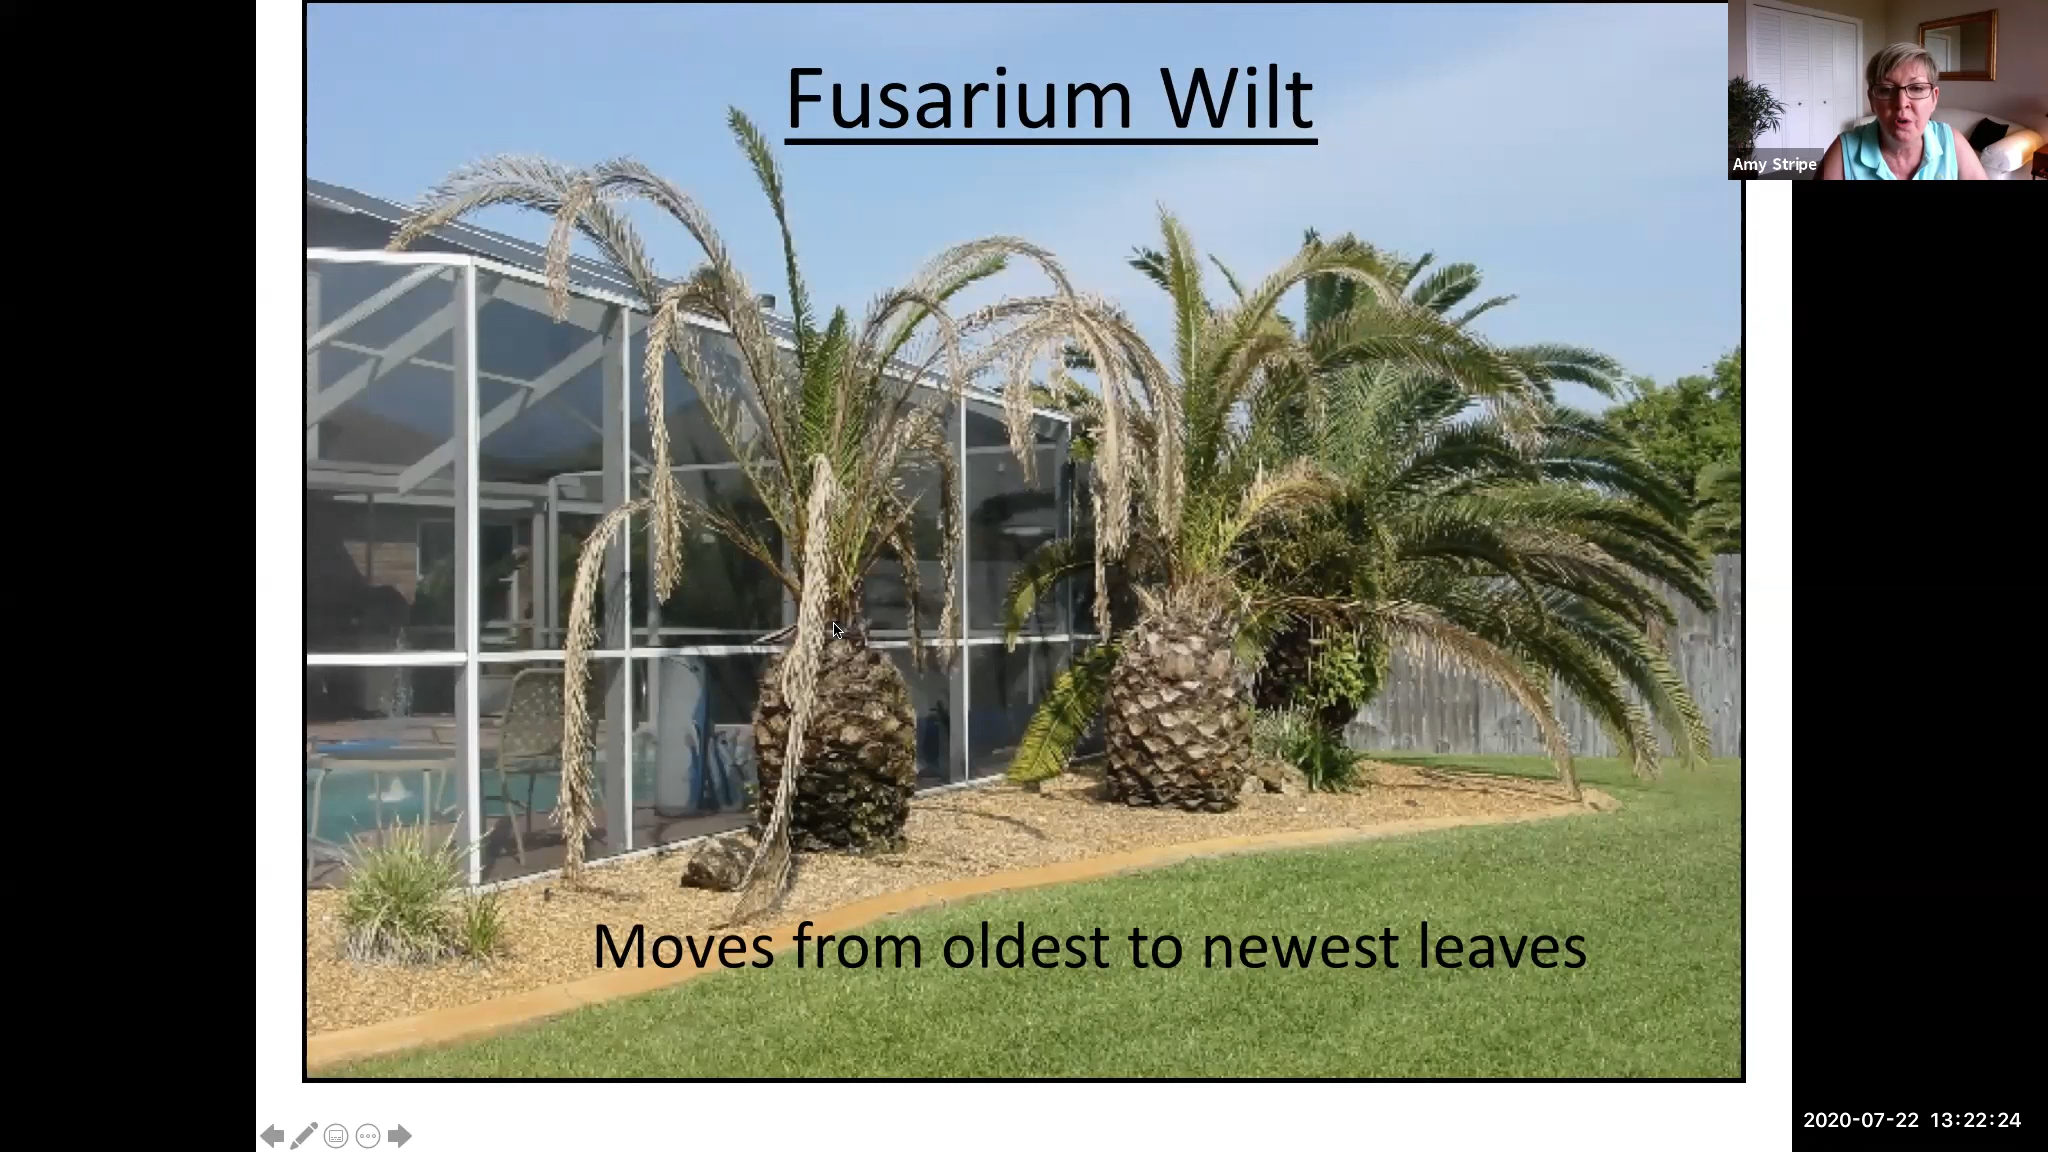 Fusarium Wilt
Amy Stripe
Moves from oldest to newest leaves
2020-07-22 13:22:24